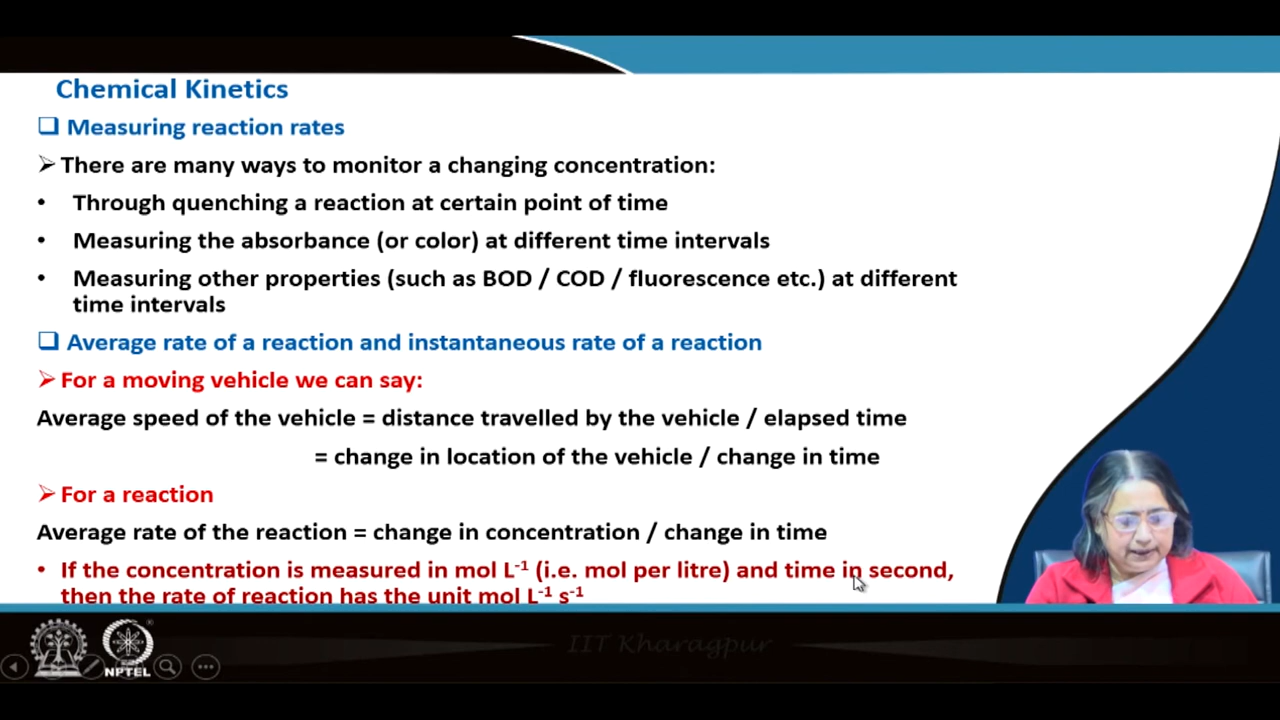 Chemical Kinetics
❑ Measuring reaction rates
➢ There are many ways to monitor a changing concentration:
• Through quenching a reaction at certain point of time
• Measuring the absorbance (or color) at different time intervals
• Measuring other properties (such as BOD / COD / fluorescence etc.) at different
time intervals
❑ Average rate of a reaction and instantaneous rate of a reaction
➢ For a moving vehicle we can say:
Average speed of the vehicle = distance travelled by the vehicle / elapsed time
= change in location of the vehicle / change in time
➢ For a reaction
Average rate of the reaction = change in concentration / change in time
• If the concentration is measured in mol L⁻¹ (i.e. mol per litre) and time in second,
then the rate of reaction has the unit mol L⁻¹ s⁻¹
IIT Kharagpur
NPTEL